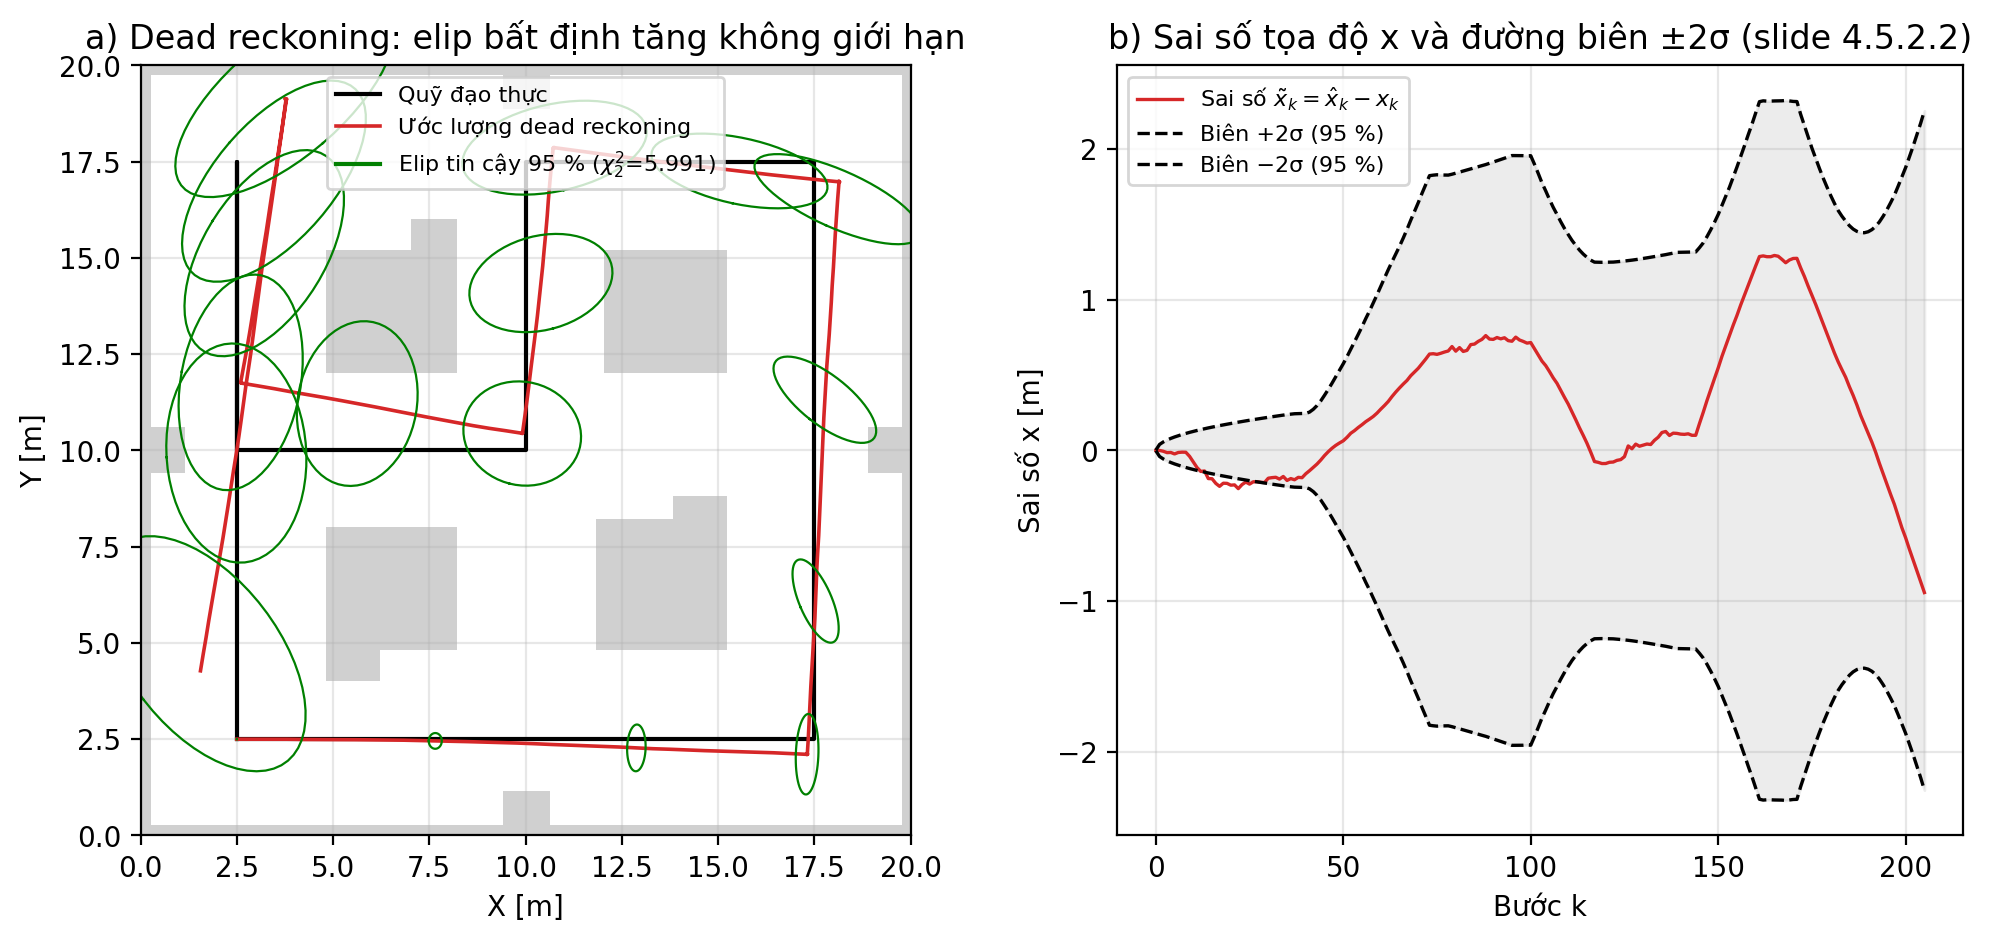 a) Dead reckoning: elip bất định tăng không giới hạn
20.0
17.5
15.0
12.5
10.0
7.5
5.0
2.5
0.0
Y [m]
Quỹ đạo thực
Ước lượng dead reckoning
Elip tin cậy 95 % (χ²₂=5.991)
0.0 2.5 5.0 7.5 10.0 12.5 15.0 17.5 20.0
X [m]
b) Sai số tọa độ x và đường biên ±2σ (slide 4.5.2.2)
2
1
0
−1
−2
Sai số x [m]
Sai số x̃ₖ = x̂ₖ − xₖ
Biên +2σ (95 %)
Biên −2σ (95 %)
0 50 100 150 200
Bước k